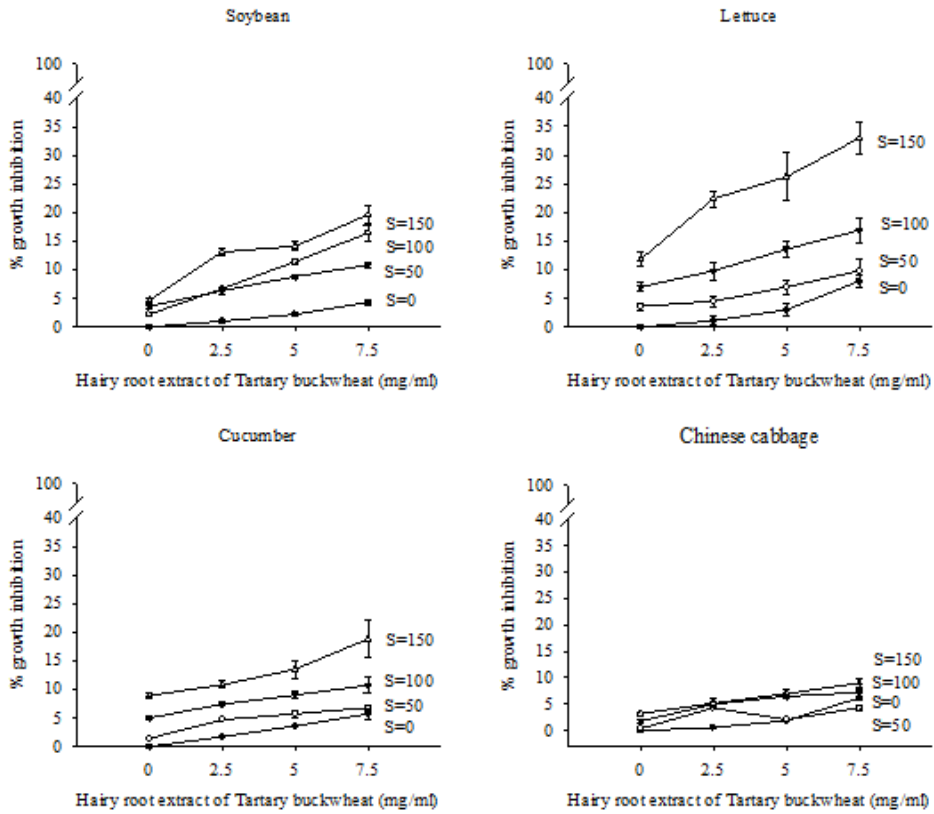 Soybean
100
40
35
30
25
20
15
10
5
0
% growth inhibition
S=150
S=100
S=50
S=0
0 2.5 5 7.5
Hairy root extract of Tartary buckwheat (mg/ml)
Lettuce
100
40
35
30
25
20
15
10
5
0
% growth inhibition
S=150
S=100
S=50
S=0
0 2.5 5 7.5
Hairy root extract of Tartary buckwheat (mg/ml)
Cucumber
100
40
35
30
25
20
15
10
5
0
% growth inhibition
S=150
S=100
S=50
S=0
0 2.5 5 7.5
Hairy root extract of Tartary buckwheat (mg/ml)
Chinese cabbage
100
40
35
30
25
20
15
10
5
0
% growth inhibition
S=150
S=100
S=0
S=50
0 2.5 5 7.5
Hairy root extract of Tartary buckwheat (mg/ml)